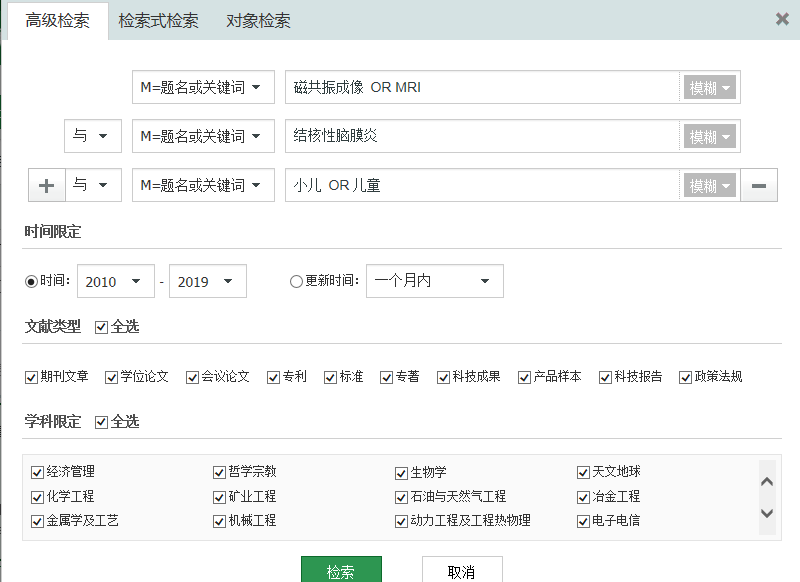 高级检索 检索式检索 对象检索
M=题名或关键词 磁共振成像 OR MRI 模糊
与 M=题名或关键词 结核性脑膜炎 模糊
与 M=题名或关键词 小儿 OR 儿童 模糊
时间限定
时间: 2010 - 2019 更新时间: 一个月内
文献类型 全选
期刊文章 学位论文 会议论文 专利 标准 专著 科技成果 产品样本 科技报告 政策法规
学科限定 全选
经济管理 哲学宗教 生物学 天文地球
化学工程 矿业工程 石油与天然气工程 冶金工程
金属学及工艺 机械工程 动力工程及工程热物理 电子电信
检索 取消